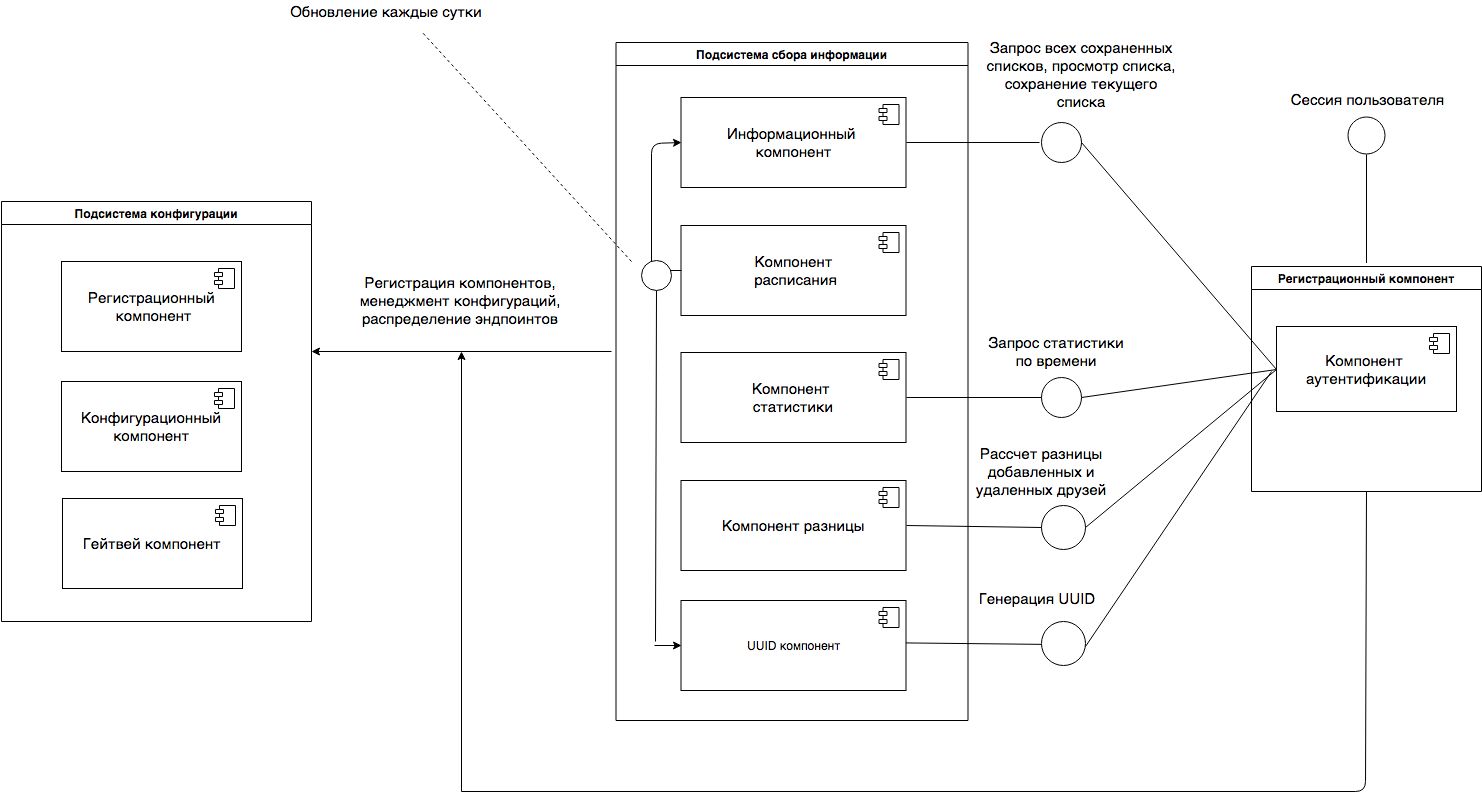 Обновление каждые сутки
Подсистема сбора информации
Запрос всех сохраненных
списков, просмотр списка,
сохранение текущего
списка
Сессия пользователя
Информационный
компонент
Подсистема конфигурации
Компонент
расписания
Регистрационный компонент
Регистрационный
компонент
Регистрация компонентов,
менеджмент конфигураций,
распределение эндпоинтов
Запрос статистики
по времени
Компонент
аутентификации
Компонент
статистики
Конфигурационный
компонент
Рассчет разницы
добавленных и
удаленных друзей
Компонент разницы
Гейтвей компонент
Генерация UUID
UUID компонент